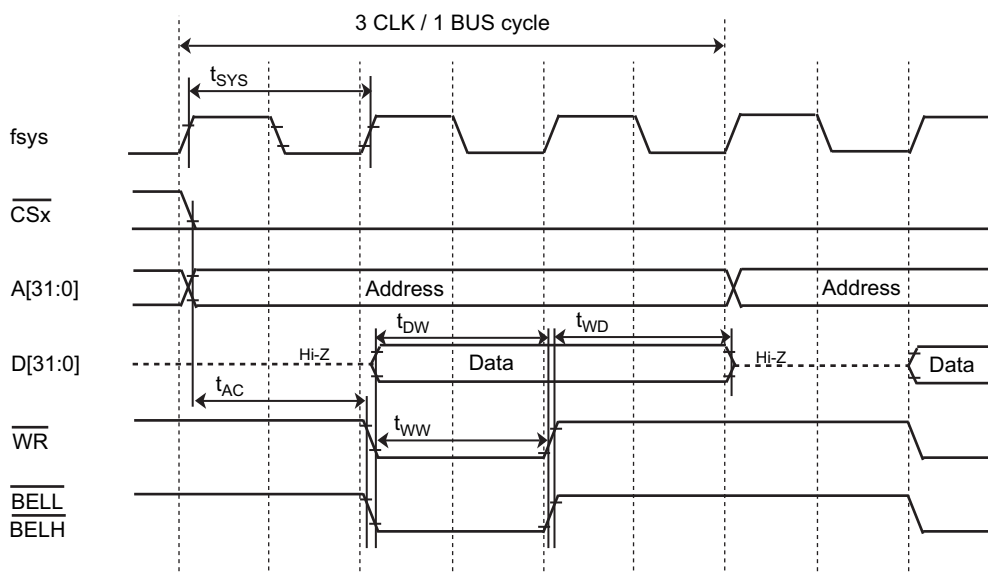 3 CLK / 1 BUS cycle
tSYS
fsys
CSx
A[31:0]
Address
Address
tDW
tWD
D[31:0]
Hi-Z
Data
Hi-Z
Data
tAC
WR
tWW
BELL
BELH